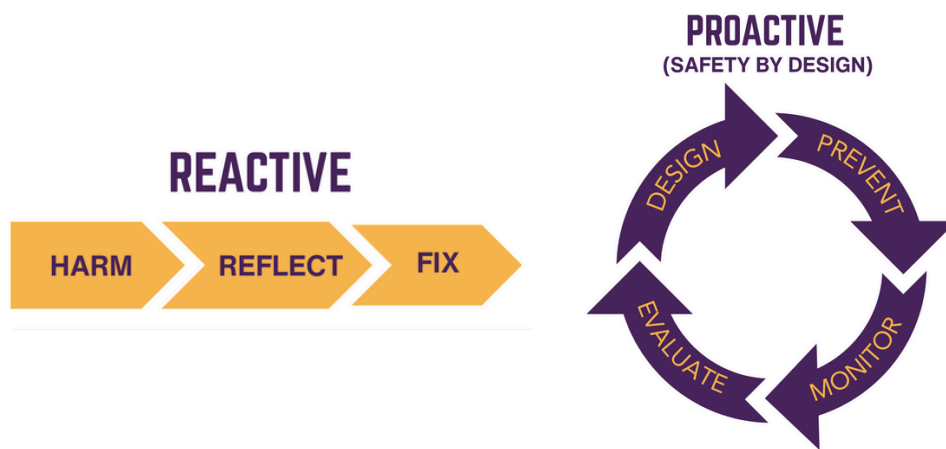 REACTIVE
HARM
REFLECT
FIX
PROACTIVE
(SAFETY BY DESIGN)
DESIGN
PREVENT
MONITOR
EVALUATE